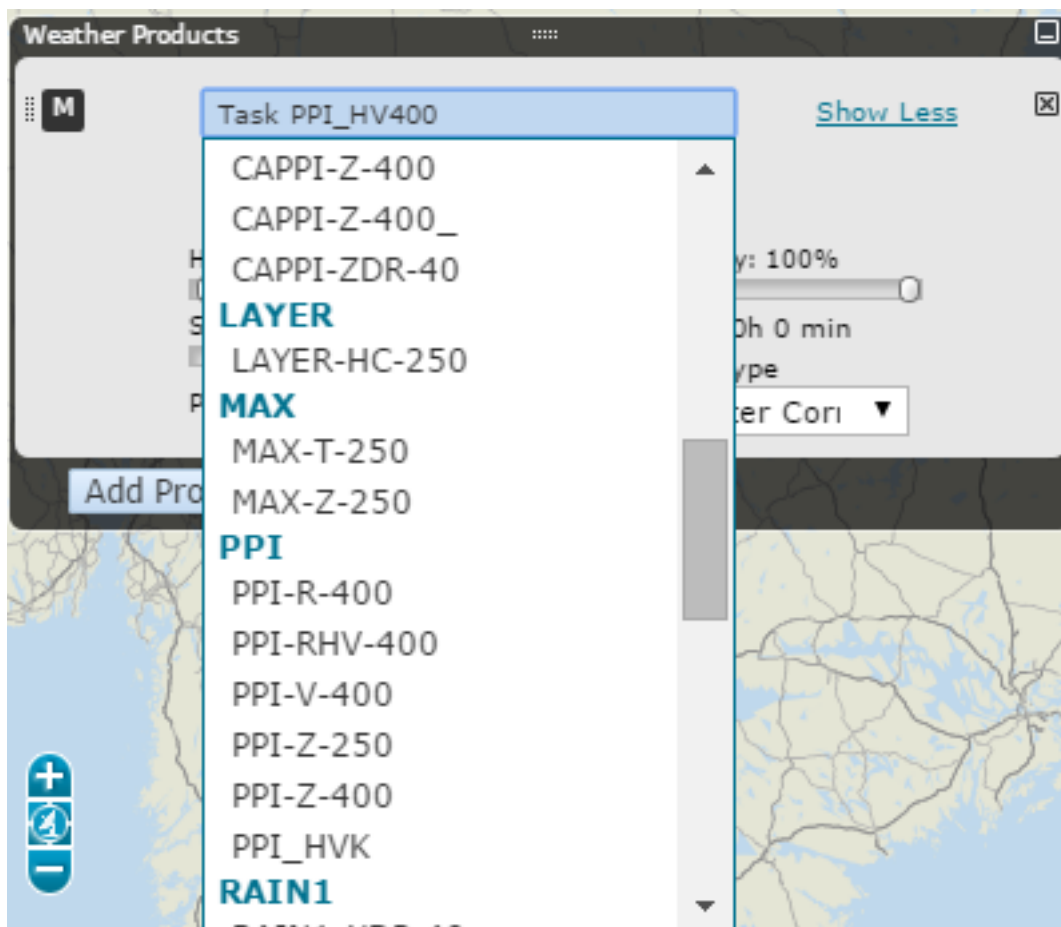 Weather Products
M
Task PPI_HV400
Show Less
CAPPI-Z-400
CAPPI-Z-400_
CAPPI-ZDR-40
y: 100%
LAYER
0h 0 min
LAYER-HC-250
ype
MAX
MAX-T-250
MAX-Z-250
Add Pro
PPI
PPI-R-400
PPI-RHV-400
PPI-V-400
PPI-Z-250
PPI-Z-400
PPI_HVK
RAIN1